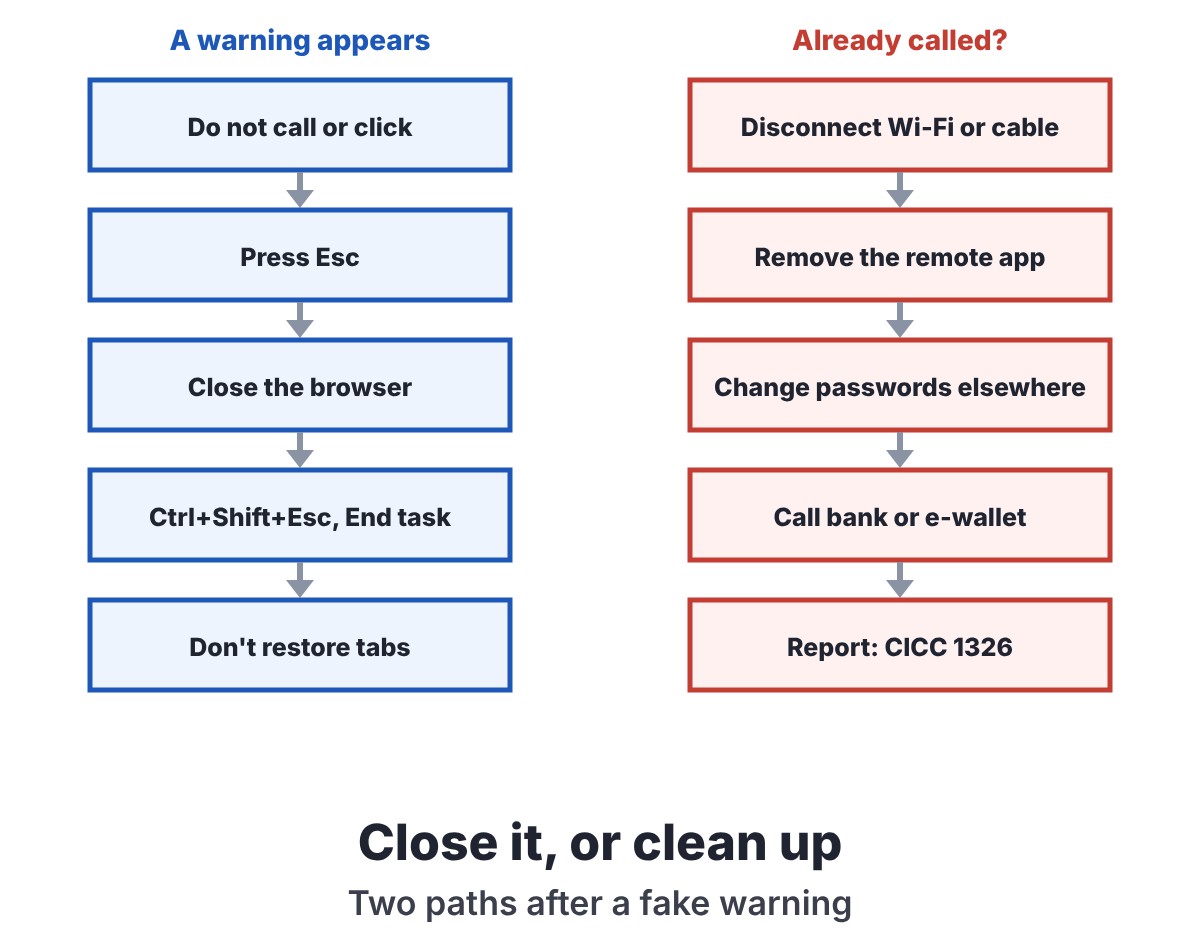 A warning appears
Do not call or click
Press Esc
Close the browser
Ctrl+Shift+Esc, End task
Don't restore tabs
Already called?
Disconnect Wi-Fi or cable
Remove the remote app
Change passwords elsewhere
Call bank or e-wallet
Report: CICC 1326
Close it, or clean up
Two paths after a fake warning